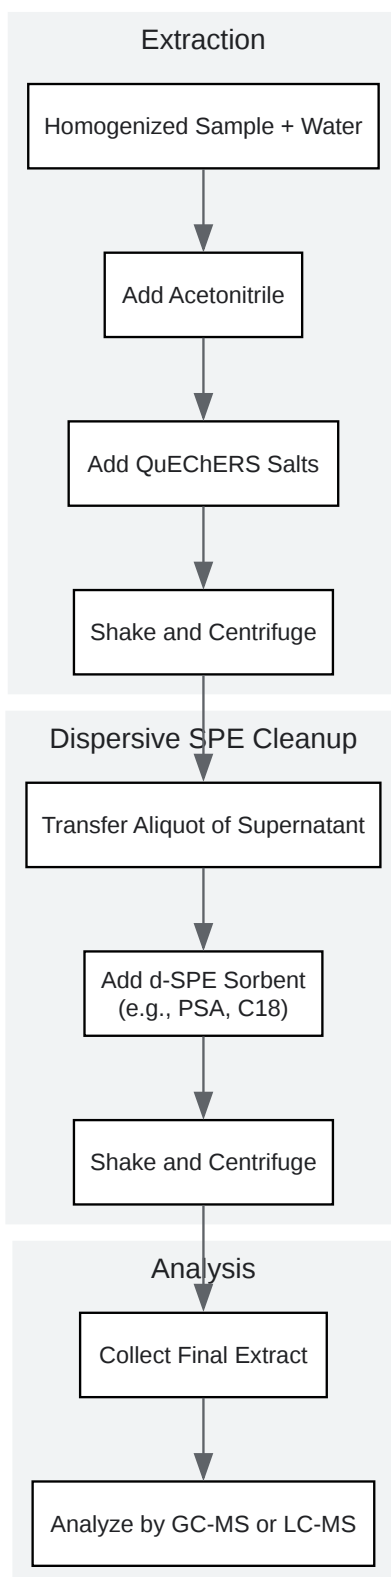 Extraction
Homogenized Sample + Water
Add Acetonitrile
Add QuEChERS Salts
Shake and Centrifuge
Dispersive SPE Cleanup
Transfer Aliquot of Supernatant
Add d-SPE Sorbent
(e.g., PSA, C18)
Shake and Centrifuge
Analysis
Collect Final Extract
Analyze by GC-MS or LC-MS